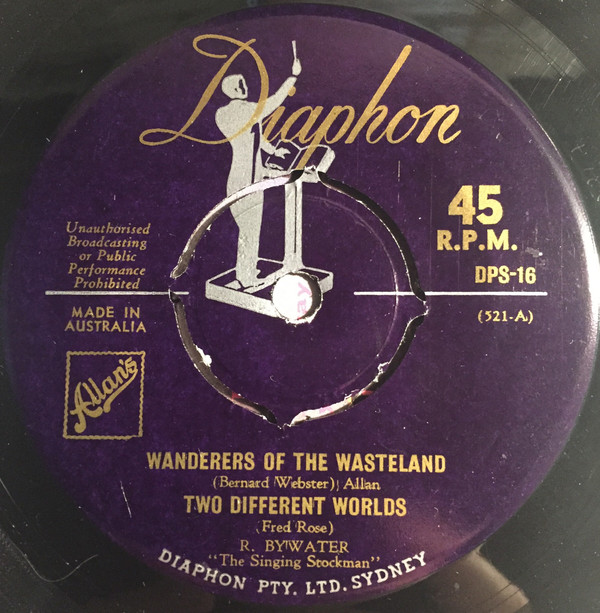 Diaphon
45
R.P.M.
DPS-16
(521-A)
Unauthorised
Broadcasting
or Public
Performance
Prohibited
MADE IN
AUSTRALIA
Allan's
WANDERERS OF THE WASTELAND
(Bernard Webster) Allan
TWO DIFFERENT WORLDS
(Fred Rose)
R. BYWATER
"The Singing Stockman"
DIAPHON PTY. LTD. SYDNEY